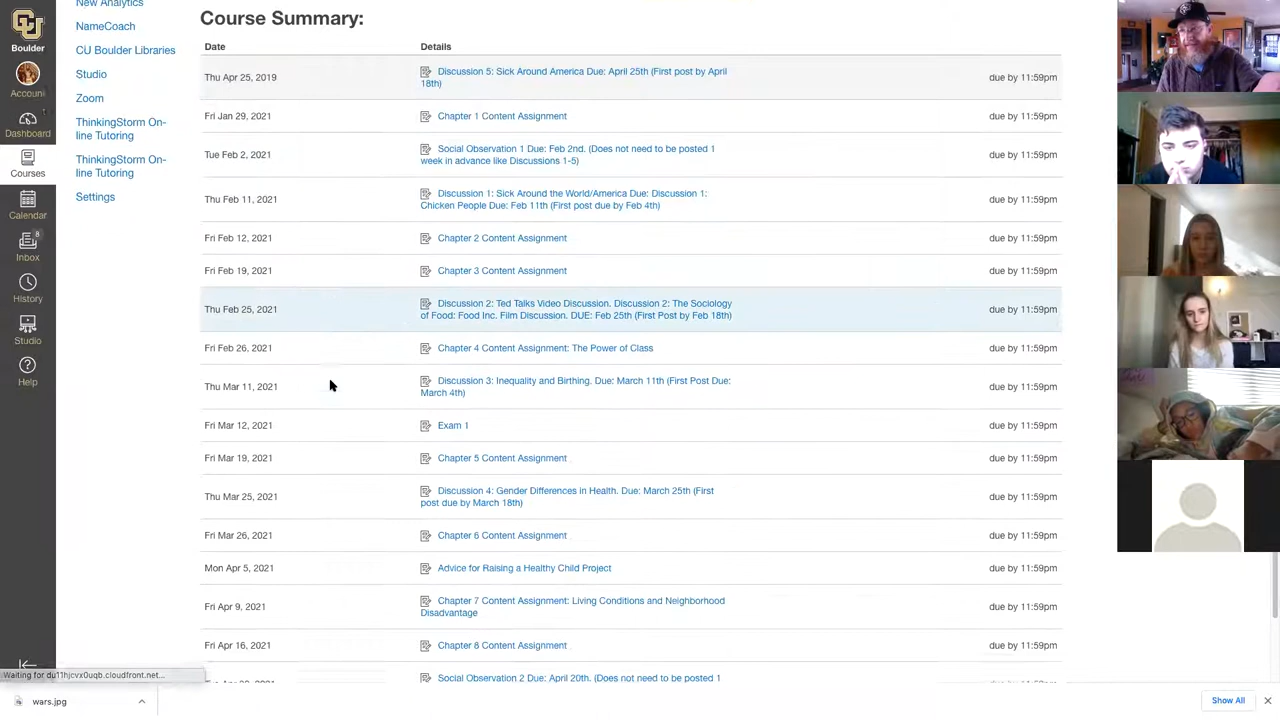 New Analytics
NameCoach
CU Boulder Libraries
Studio
Zoom
ThinkingStorm On-
line Tutoring
ThinkingStorm On-
line Tutoring
Settings
Boulder
Account
Dashboard
Courses
Calendar
8
Inbox
History
Studio
Help
Course Summary:
Date Details
Thu Apr 25, 2019 Discussion 5: Sick Around America Due: April 25th (First post by April due by 11:59pm
18th)
Fri Jan 29, 2021 Chapter 1 Content Assignment due by 11:59pm
Tue Feb 2, 2021 Social Observation 1 Due: Feb 2nd. (Does not need to be posted 1 due by 11:59pm
week in advance like Discussions 1-5)
Thu Feb 11, 2021 Discussion 1: Sick Around the World/America Due: Discussion 1: due by 11:59pm
Chicken People Due: Feb 11th (First post due by Feb 4th)
Fri Feb 12, 2021 Chapter 2 Content Assignment due by 11:59pm
Fri Feb 19, 2021 Chapter 3 Content Assignment due by 11:59pm
Thu Feb 25, 2021 Discussion 2: Ted Talks Video Discussion. Discussion 2: The Sociology due by 11:59pm
of Food: Food Inc. Film Discussion. DUE: Feb 25th (First Post by Feb 18th)
Fri Feb 26, 2021 Chapter 4 Content Assignment: The Power of Class due by 11:59pm
Thu Mar 11, 2021 Discussion 3: Inequality and Birthing. Due: March 11th (First Post Due: due by 11:59pm
March 4th)
Fri Mar 12, 2021 Exam 1 due by 11:59pm
Fri Mar 19, 2021 Chapter 5 Content Assignment due by 11:59pm
Thu Mar 25, 2021 Discussion 4: Gender Differences in Health. Due: March 25th (First due by 11:59pm
post due by March 18th)
Fri Mar 26, 2021 Chapter 6 Content Assignment due by 11:59pm
Mon Apr 5, 2021 Advice for Raising a Healthy Child Project due by 11:59pm
Fri Apr 9, 2021 Chapter 7 Content Assignment: Living Conditions and Neighborhood due by 11:59pm
Disadvantage
Fri Apr 16, 2021 Chapter 8 Content Assignment due by 11:59pm
Social Observation 2 Due: April 20th. (Does not need to be posted 1
Waiting for du11hjcvx0uqb.cloudfront.net...
wars.jpg
Show All